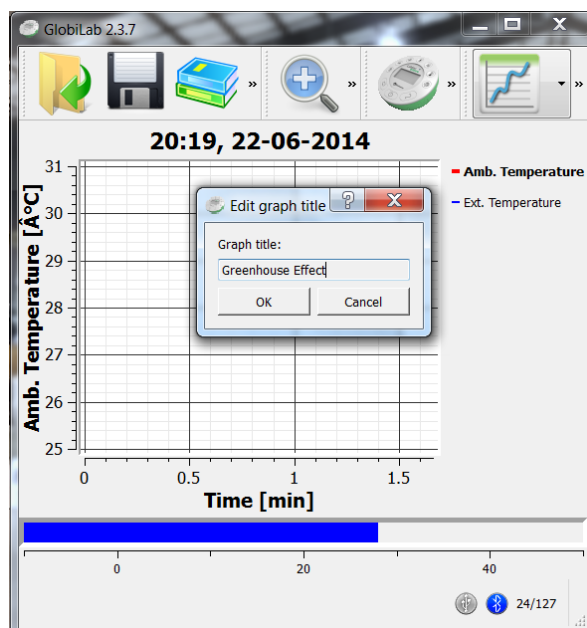 GlobiLab 2.3.7
»
»
»
»
20:19, 22-06-2014
Amb. Temperature [Â°C]
31
30
29
28
27
26
25
Amb. Temperature
Ext. Temperature
Edit graph title
?
X
Graph title:
Greenhouse Effect
OK
Cancel
0
0.5
1
1.5
Time [min]
0
20
40
24/127